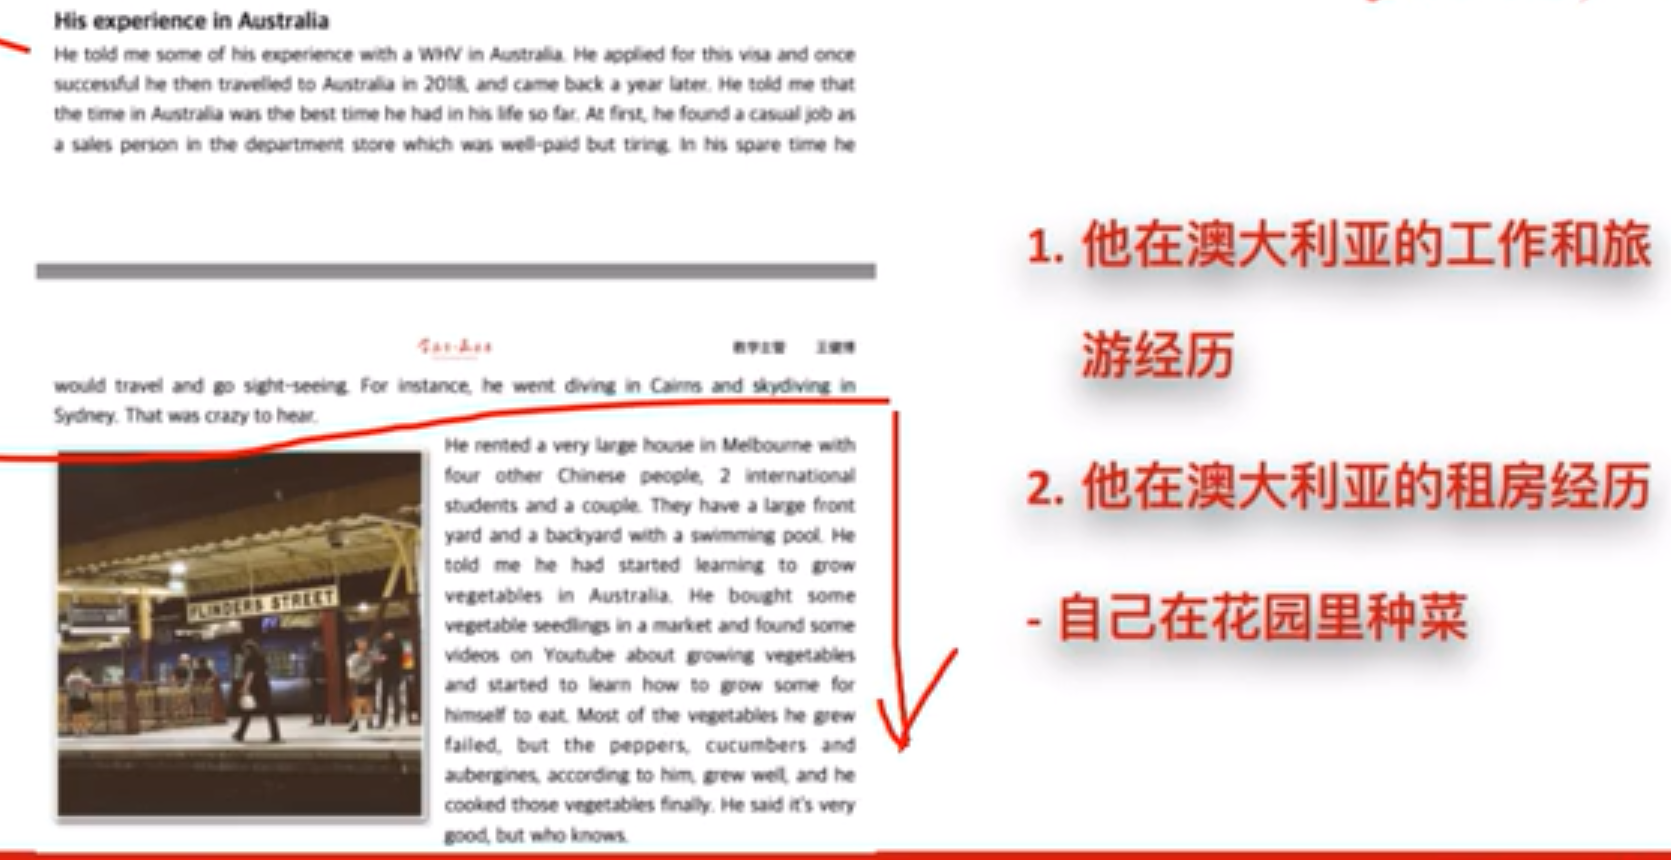 His experience in Australia
He told me some of his experience with a WHV in Australia. He applied for this visa and once
successful he then travelled to Australia in 2018, and came back a year later. He told me that
the time in Australia was the best time he had in his life so far. At first, he found a casual job as
a sales person in the department store which was well-paid but tiring. In his spare time he
教学主管 王健博
would travel and go sight-seeing. For instance, he went diving in Cairns and skydiving in
Sydney. That was crazy to hear.
He rented a very large house in Melbourne with
four other Chinese people, 2 international
students and a couple. They have a large front
yard and a backyard with a swimming pool. He
told me he had started learning to grow
vegetables in Australia. He bought some
vegetable seedlings in a market and found some
videos on Youtube about growing vegetables
and started to learn how to grow some for
himself to eat. Most of the vegetables he grew
failed, but the peppers, cucumbers and
aubergines, according to him, grew well, and he
cooked those vegetables finally. He said it's very
good, but who knows.
FLINDERS STREET
1. 他在澳大利亚的工作和旅
游经历
2. 他在澳大利亚的租房经历
- 自己在花园里种菜